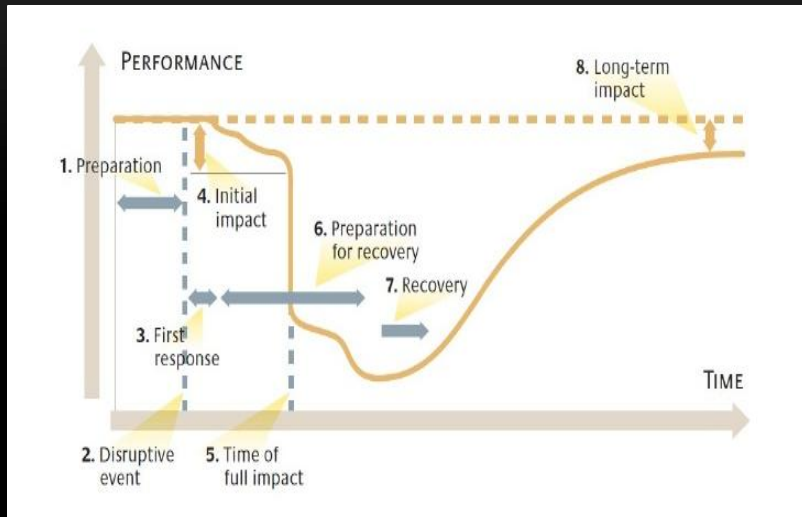 PERFORMANCE
8. Long-term
impact
1. Preparation
4. Initial
impact
6. Preparation
for recovery
7. Recovery
3. First
response
TIME
2. Disruptive
event
5. Time of
full impact